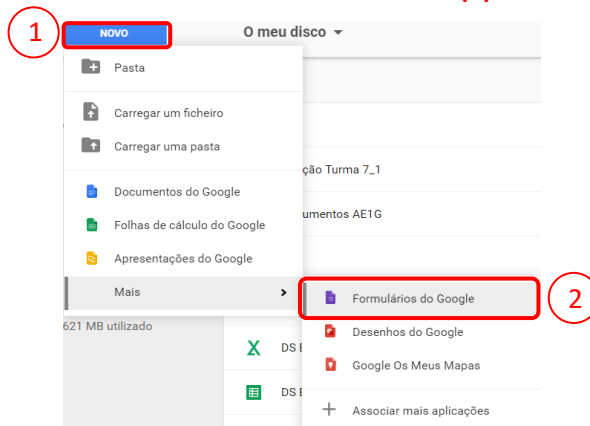 1
NOVO
O meu disco
Pasta
Carregar um ficheiro
Carregar uma pasta
ção Turma 7_1
Documentos do Google
umentos AE1G
Folhas de cálculo do Google
Apresentações do Google
Mais
Formulários do Google
2
621 MB utilizado
Desenhos do Google
DS
Google Os Meus Mapas
DS
Associar mais aplicações